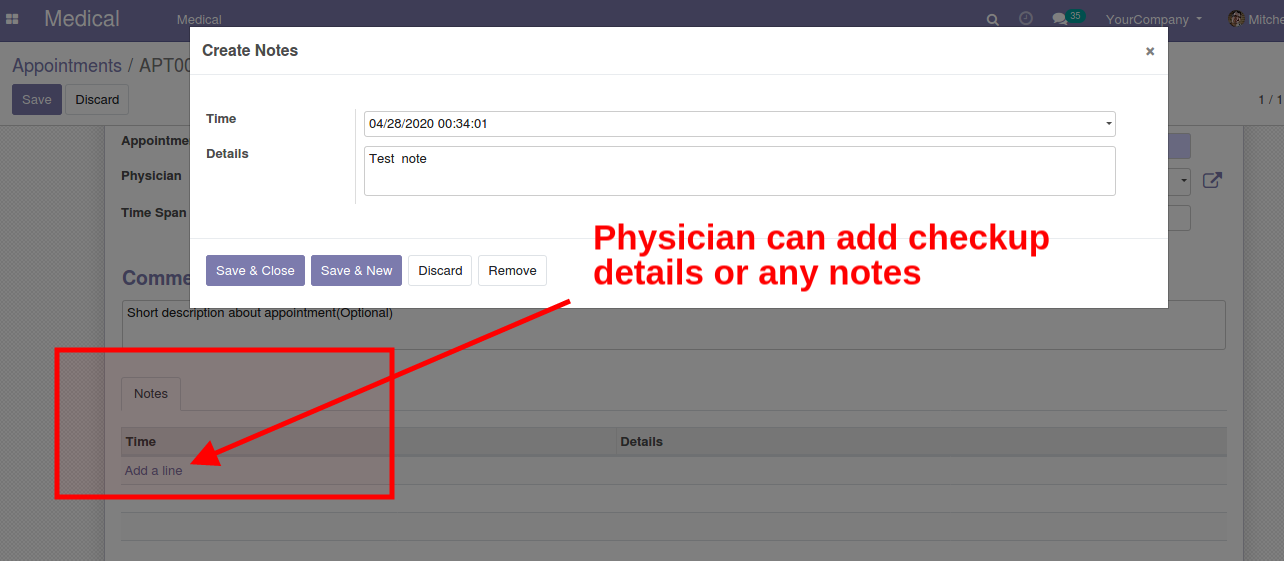 Medical
Medical
35
YourCompany
Mitche
Create Notes
×
Appointments / APT00
Save
Discard
1 / 1
Time
04/28/2020 00:34:01
Details
Test  note
Appointme
Physician
Time Span
Physician can add checkup
details or any notes
Save & Close
Save & New
Discard
Remove
Comme
Short description about appointment(Optional)
Notes
Time
Details
Add a line